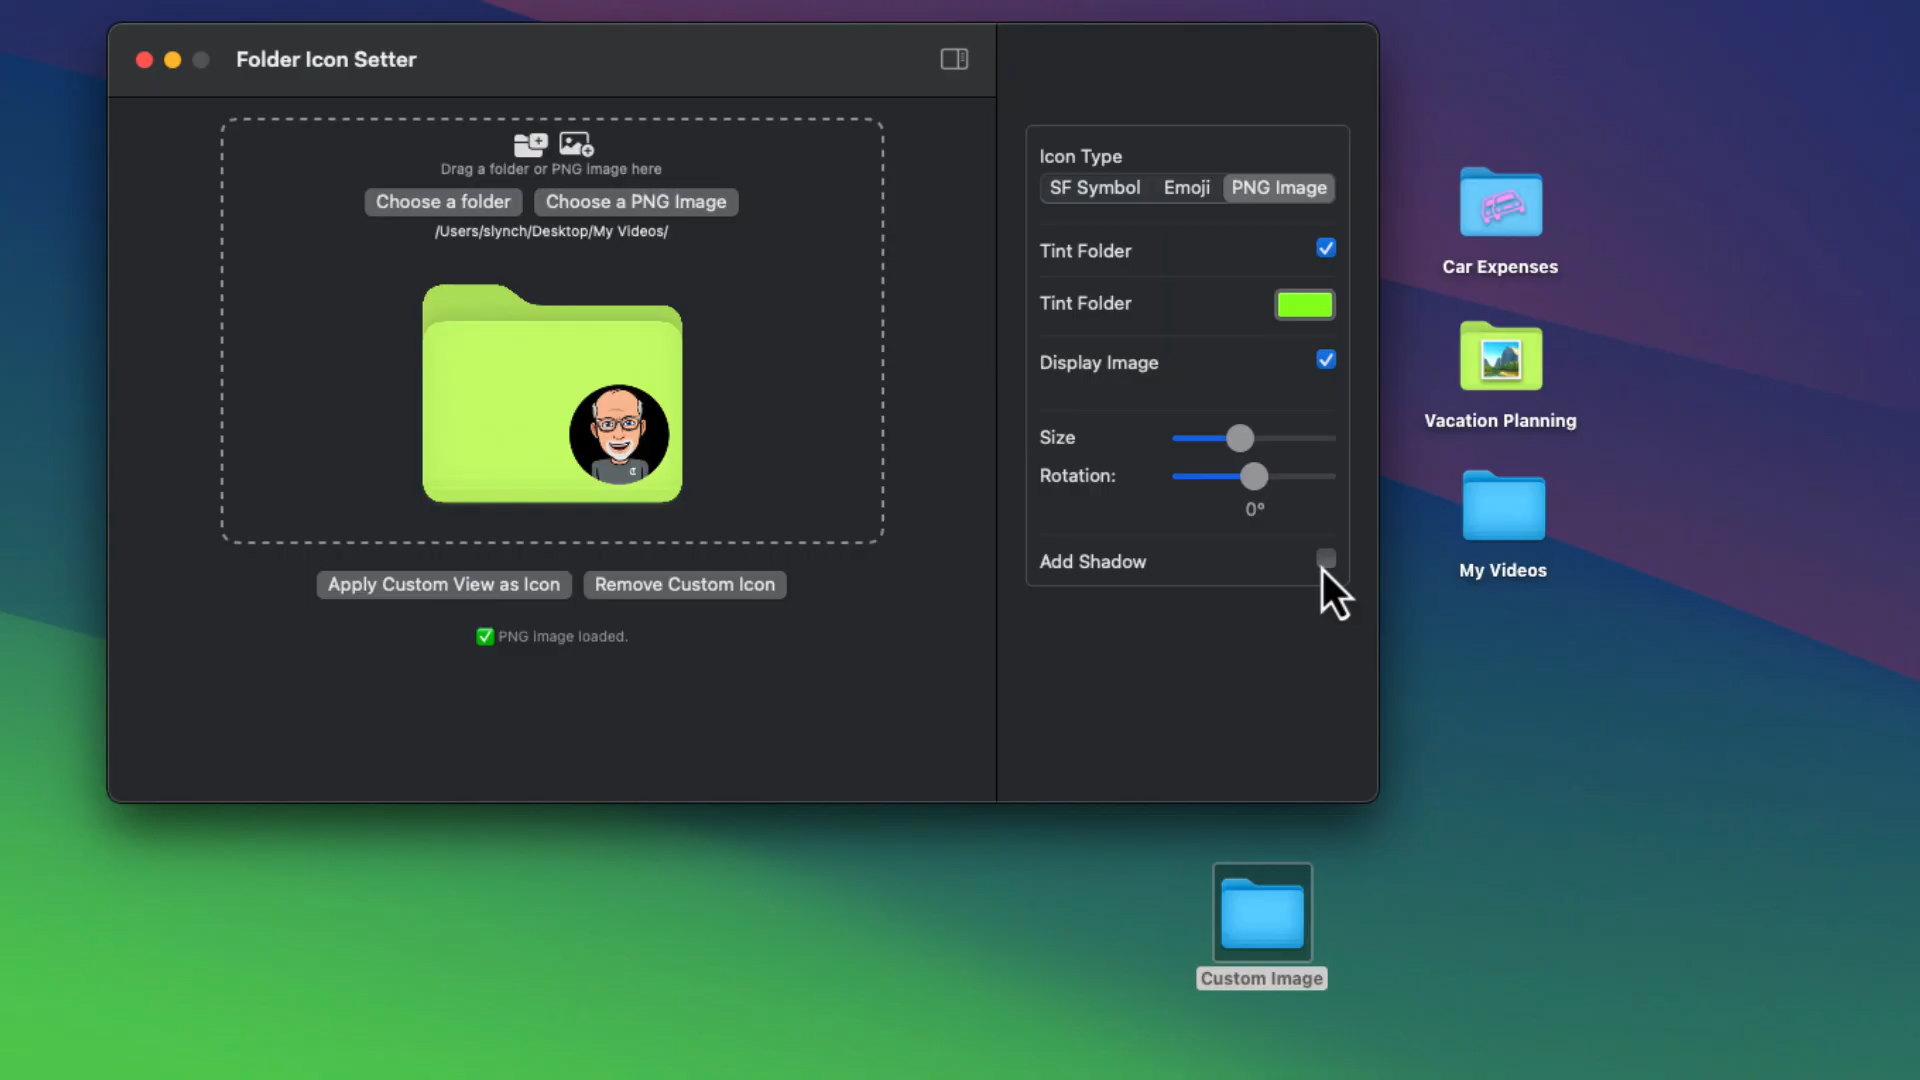 Folder Icon Setter
Drag a folder or PNG image here
Choose a folder
Choose a PNG Image
/Users/slynch/Desktop/My Videos/
Apply Custom View as Icon
Remove Custom Icon
PNG image loaded.
Icon Type
SF Symbol
Emoji
PNG Image
Tint Folder
Tint Folder
Display Image
Size
Rotation:
0°
Add Shadow
Car Expenses
Vacation Planning
My Videos
Custom Image